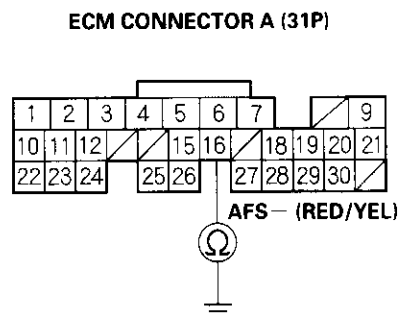 ECM CONNECTOR A (31P)
1 2 3 4 5 6 7 9
10 11 12 15 16 18 19 20 21
22 23 24 25 26 27 28 29 30
AFS— (RED/YEL)
Ω